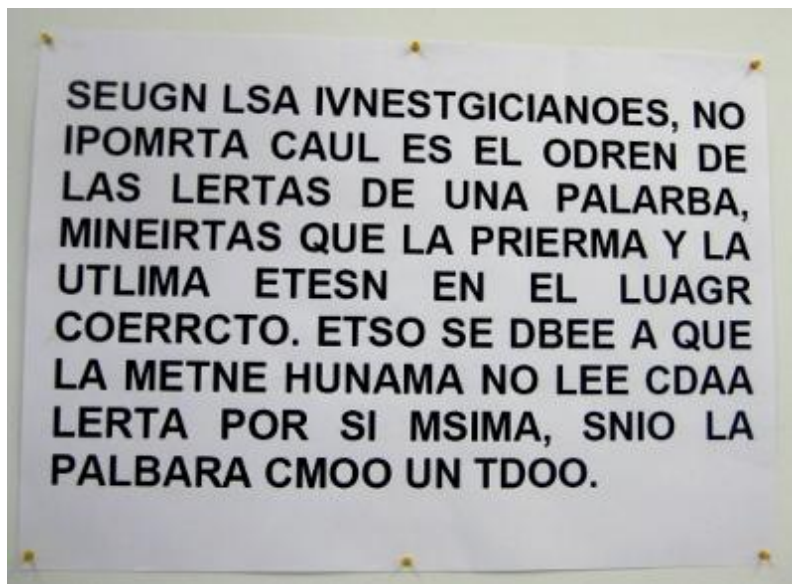 SEUGN LSA IVNESTGICIANOES, NO
IPOMRTA CAUL ES EL ODREN DE
LAS LERTAS DE UNA PALARBA,
MINEIRTAS QUE LA PRIERMA Y LA
UTLIMA ETESN EN EL LUAGR
COERRCTO. ETSO SE DBEE A QUE
LA METNE HUNAMA NO LEE CDAA
LERTA POR SI MSIMA, SNIO LA
PALBARA CMOO UN TDOO.